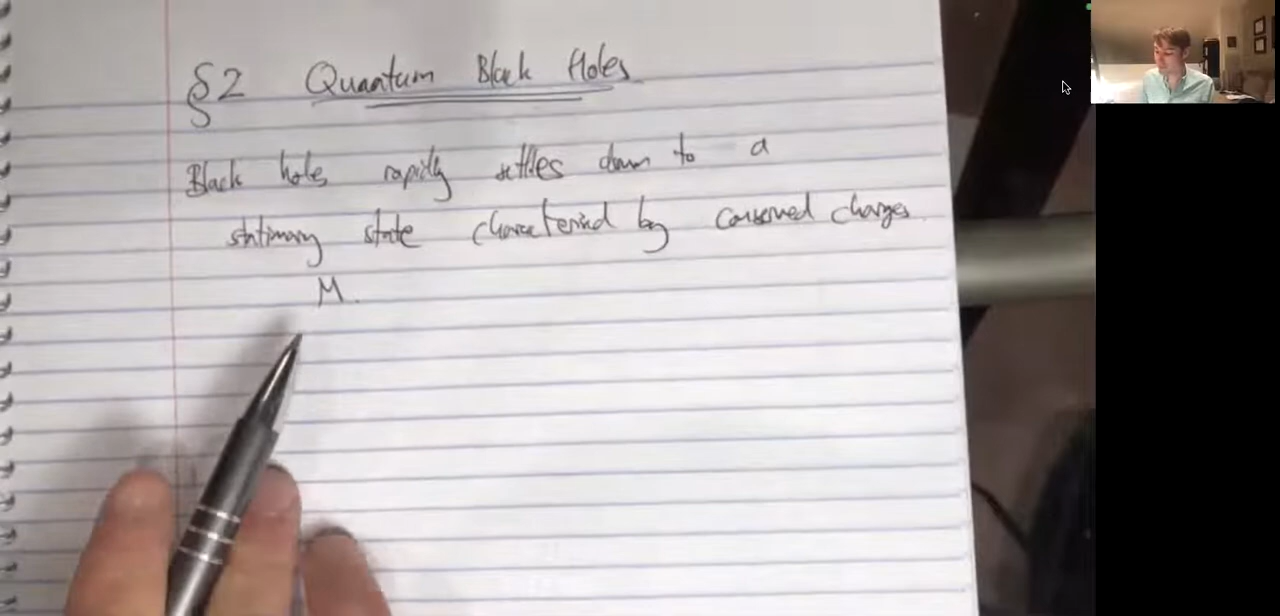 §2 Quantum Black Holes
Black holes rapidly settles down to a
stationary state characterised by conserved charges.
M.